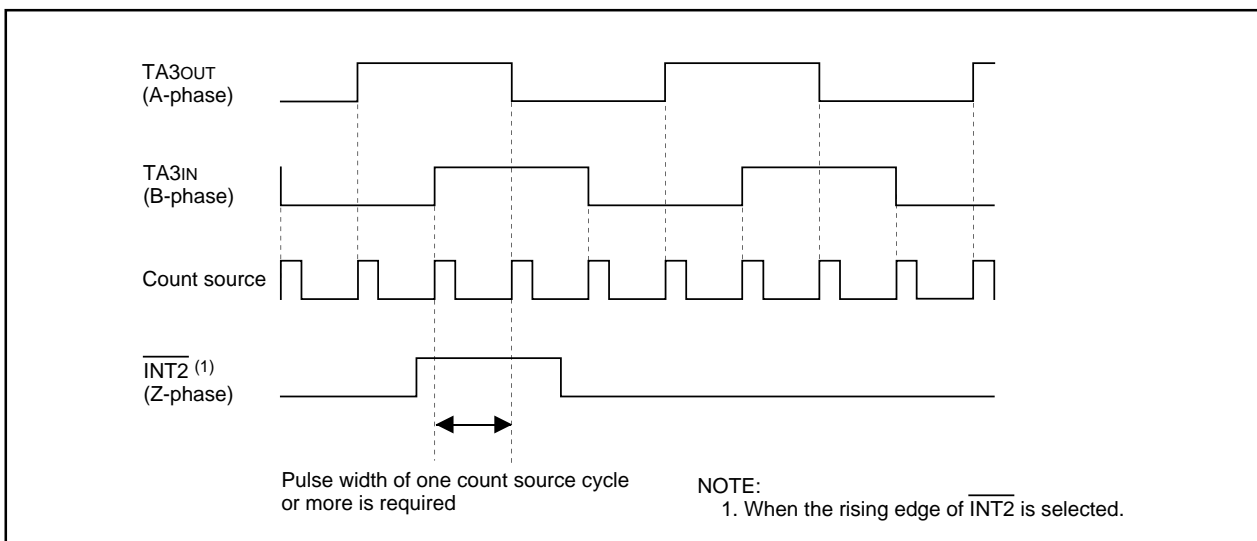 TA3OUT
(A-phase)
TA3IN
(B-phase)
Count source
INT2 (1)
(Z-phase)
Pulse width of one count source cycle
or more is required
NOTE:
1. When the rising edge of INT2 is selected.